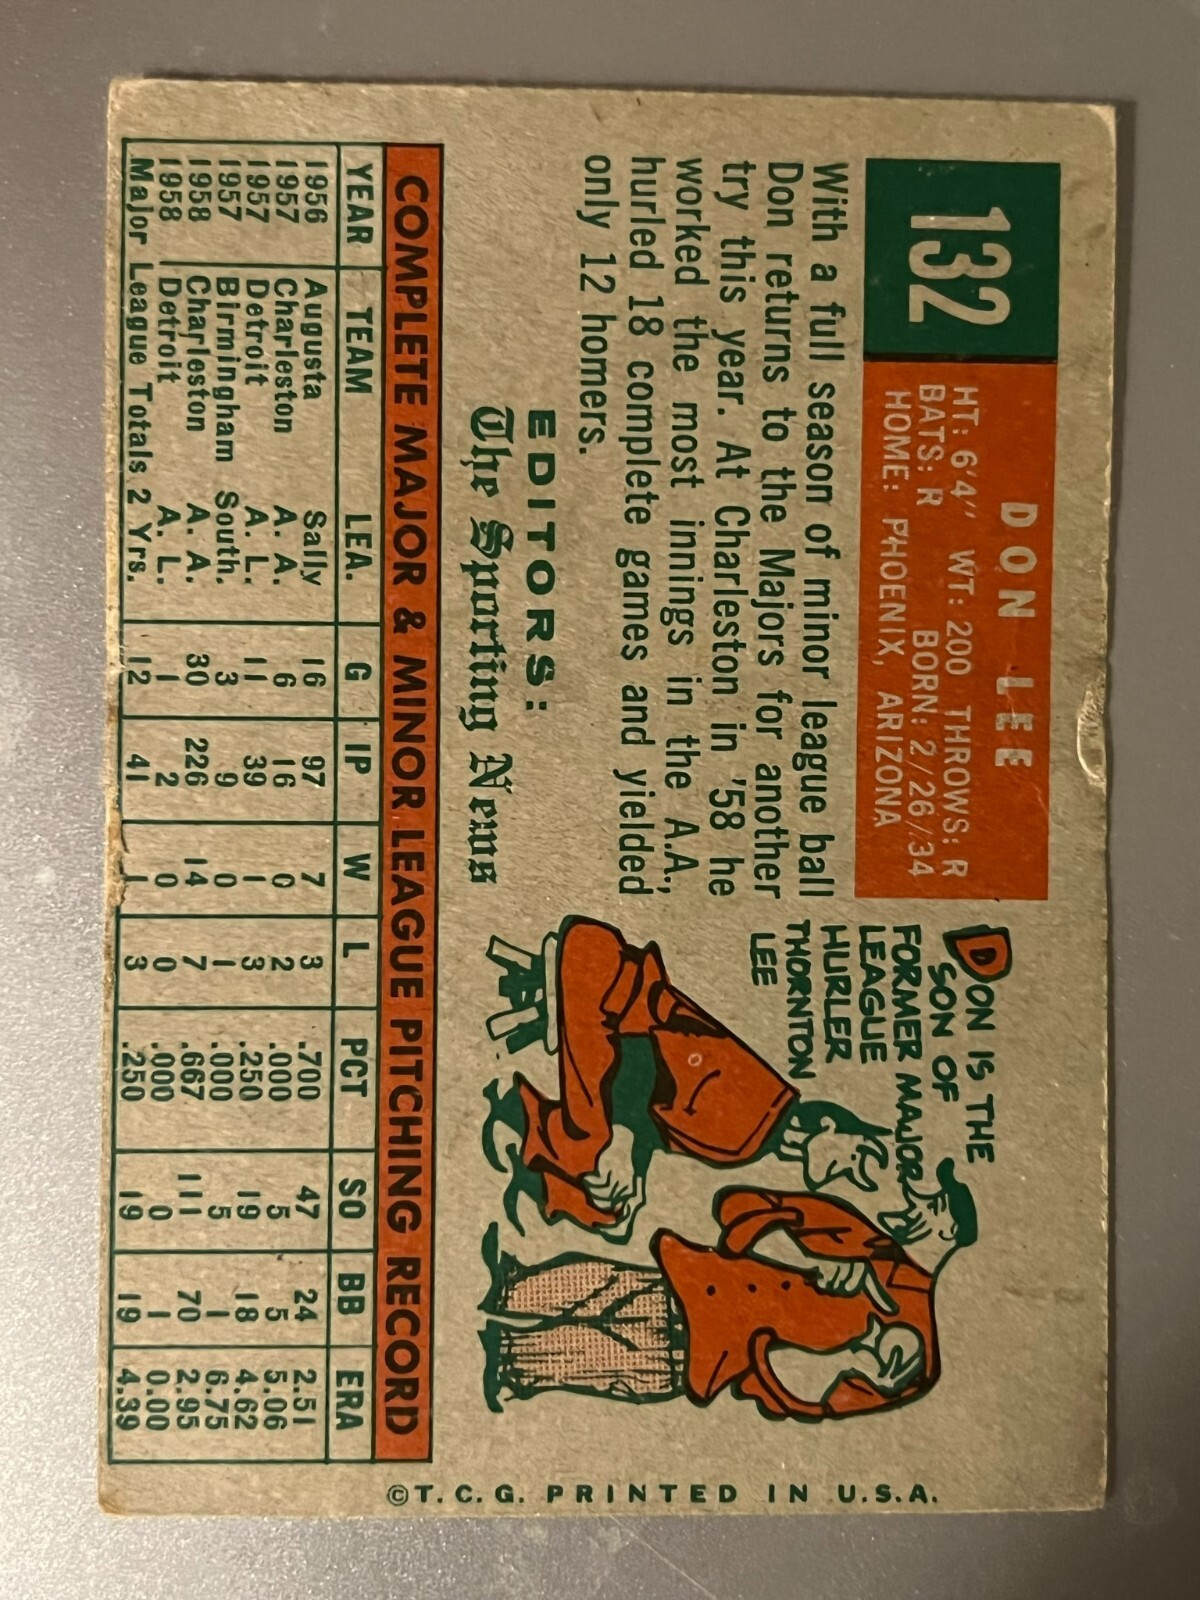 132
DON LEE
HT: 6'4" WT: 200 THROWS: R
BATS: R BORN: 2/26/34
HOME: PHOENIX, ARIZONA
With a full season of minor league ball
Don returns to the Majors for another
try this year. At Charleston in '58 he
worked the most innings in the A.A.,
hurled 18 complete games and yielded
only 12 homers.
EDITORS:
The Sporting News
DON IS THE
SON OF
FORMER MAJOR
LEAGUE
HURLER
THORNTON
LEE
COMPLETE MAJOR & MINOR LEAGUE PITCHING RECORD
YEAR TEAM LEA. G IP W L PCT SO BB ERA
1956 Augusta Sally 16 97 7 3 .700 47 24 2.51
1957 Charleston A. A. 6 16 0 2 .000 5 5 5.06
1957 Detroit A. L. 11 39 1 3 .250 19 18 4.62
1957 Birmingham South. 3 9 0 1 .000 5 1 6.75
1958 Charleston A. A. 30 226 14 7 .667 111 70 2.95
1958 Detroit A. L. 1 2 0 0 .000 0 1 0.00
Major League Totals 2 Yrs. 12 41 1 3 .250 19 19 4.39
©T.C.G. PRINTED IN U.S.A.